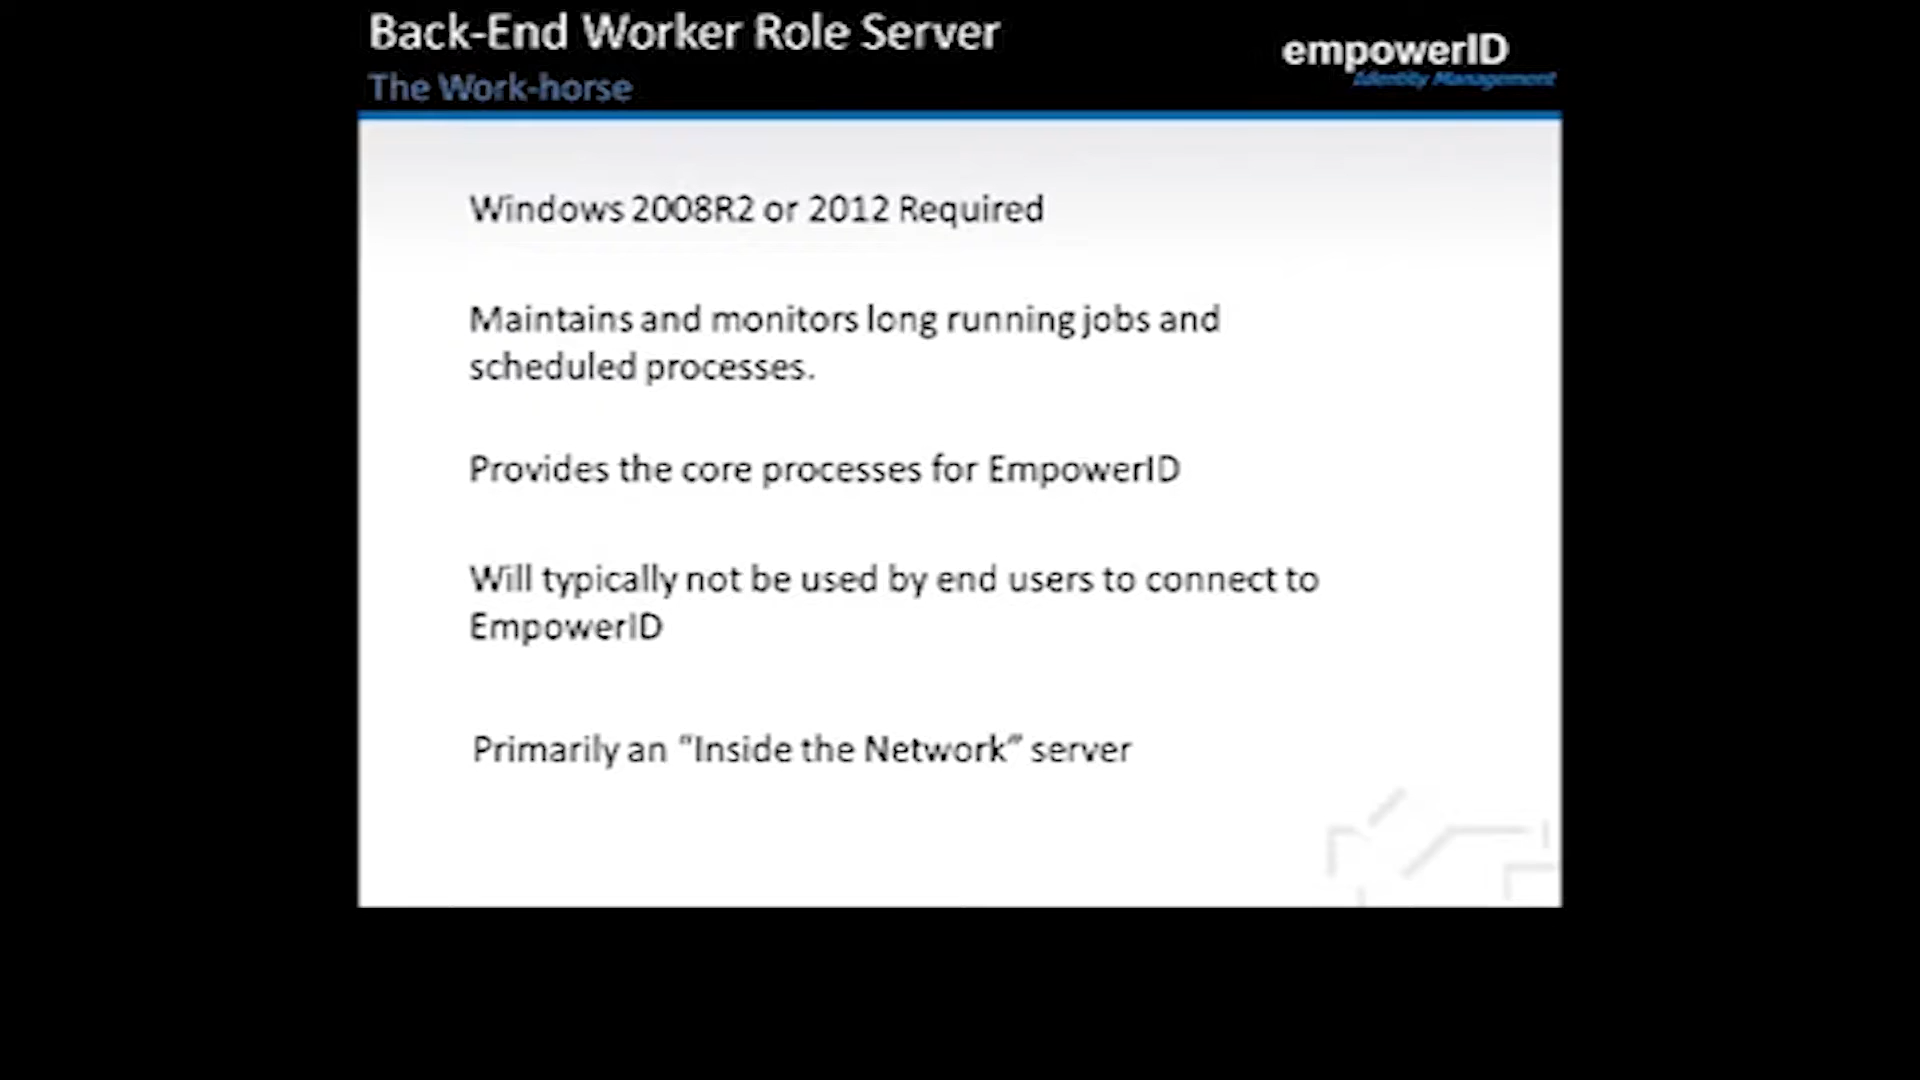 Back-End Worker Role Server
The Work-horse
empowerID
Identity Management
Windows 2008R2 or 2012 Required
Maintains and monitors long running jobs and
scheduled processes.
Provides the core processes for EmpowerID
Will typically not be used by end users to connect to
EmpowerID
Primarily an “Inside the Network” server